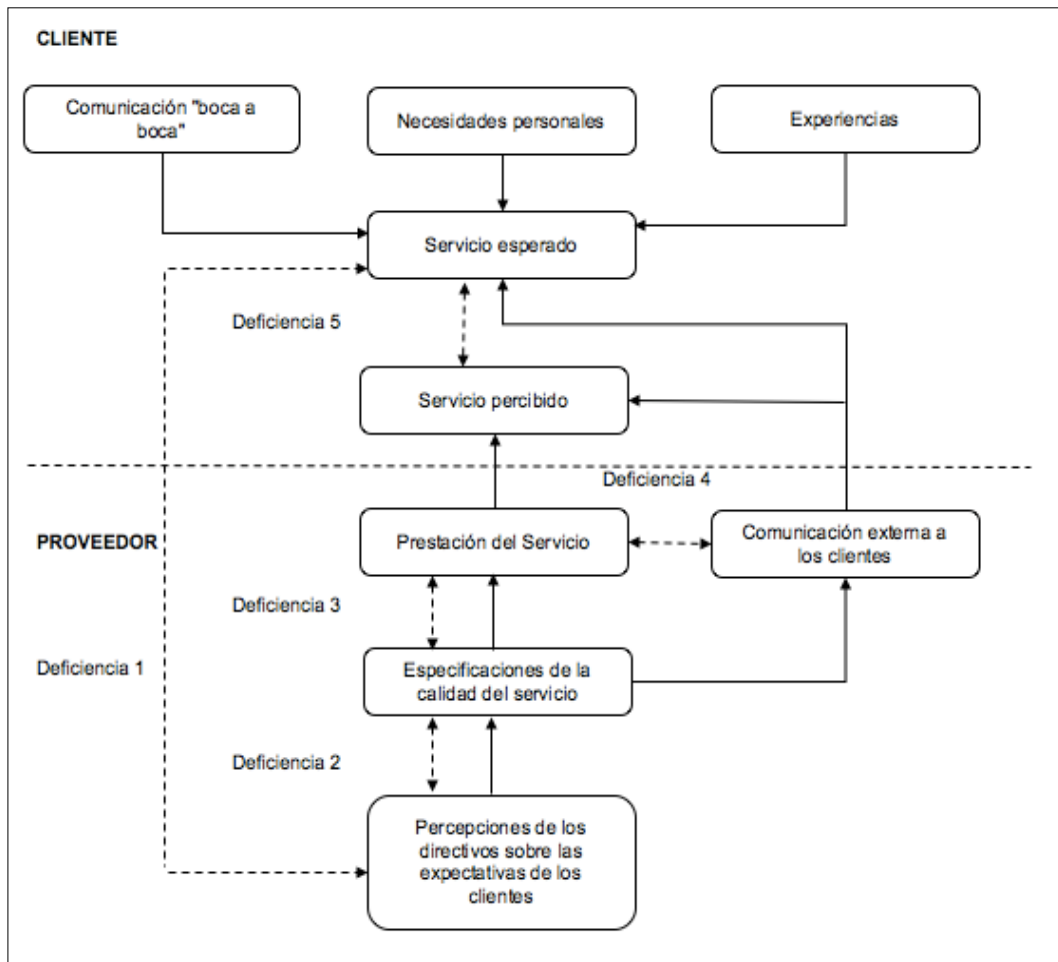 CLIENTE
Comunicación "boca a
boca"
Necesidades personales
Experiencias
Servicio esperado
Deficiencia 5
Servicio percibido
Deficiencia 4
PROVEEDOR
Prestación del Servicio
Comunicación externa a
los clientes
Deficiencia 3
Deficiencia 1
Especificaciones de la
calidad del servicio
Deficiencia 2
Percepciones de los
directivos sobre las
expectativas de los
clientes